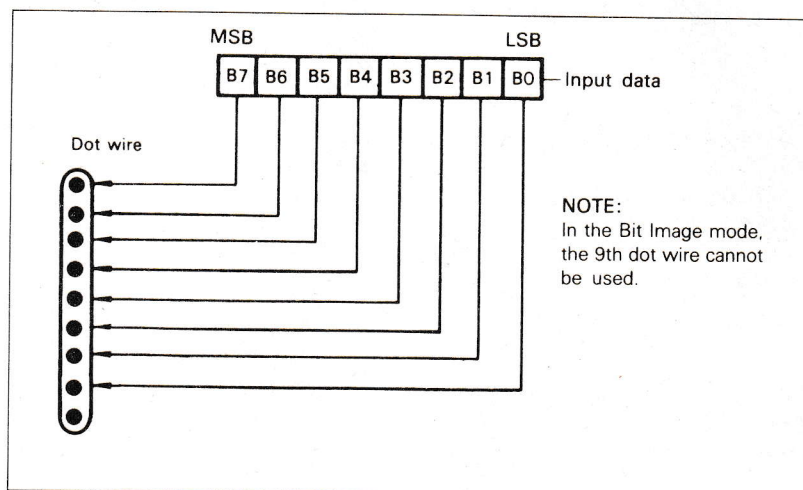 MSB LSB
B7 B6 B5 B4 B3 B2 B1 B0 Input data
Dot wire
NOTE:
In the Bit Image mode,
the 9th dot wire cannot
be used.